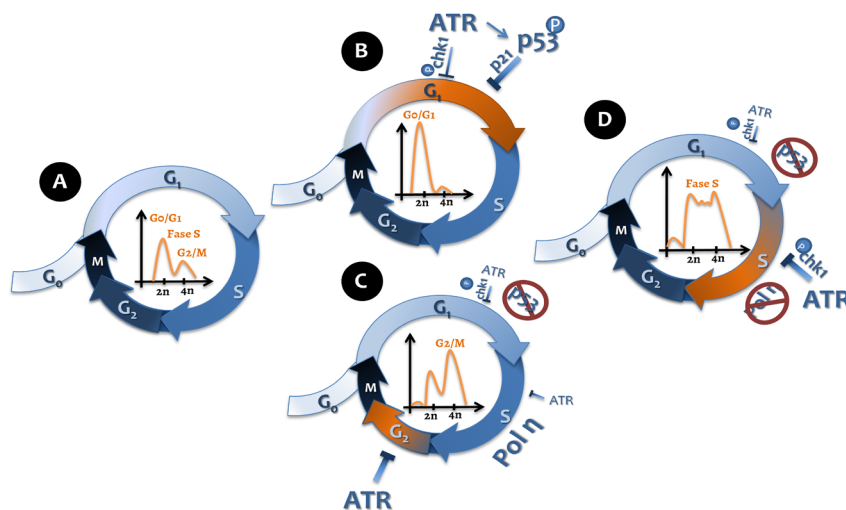 A
G₁
G0/G1
Fase S
G2/M
2n
4n
M
S
G₂
G₀
B
ATR
P
p53
p21
chk1
P
G₁
G0/G1
2n
4n
M
S
G₂
G₀
C
ATR
P
chk1
p53
G₁
G2/M
2n
4n
M
S
G₂
G₀
ATR
Pol η
ATR
D
ATR
P
chk1
p53
G₁
Fase S
2n
4n
M
S
G₂
G₀
P
chk1
ATR
Pol η